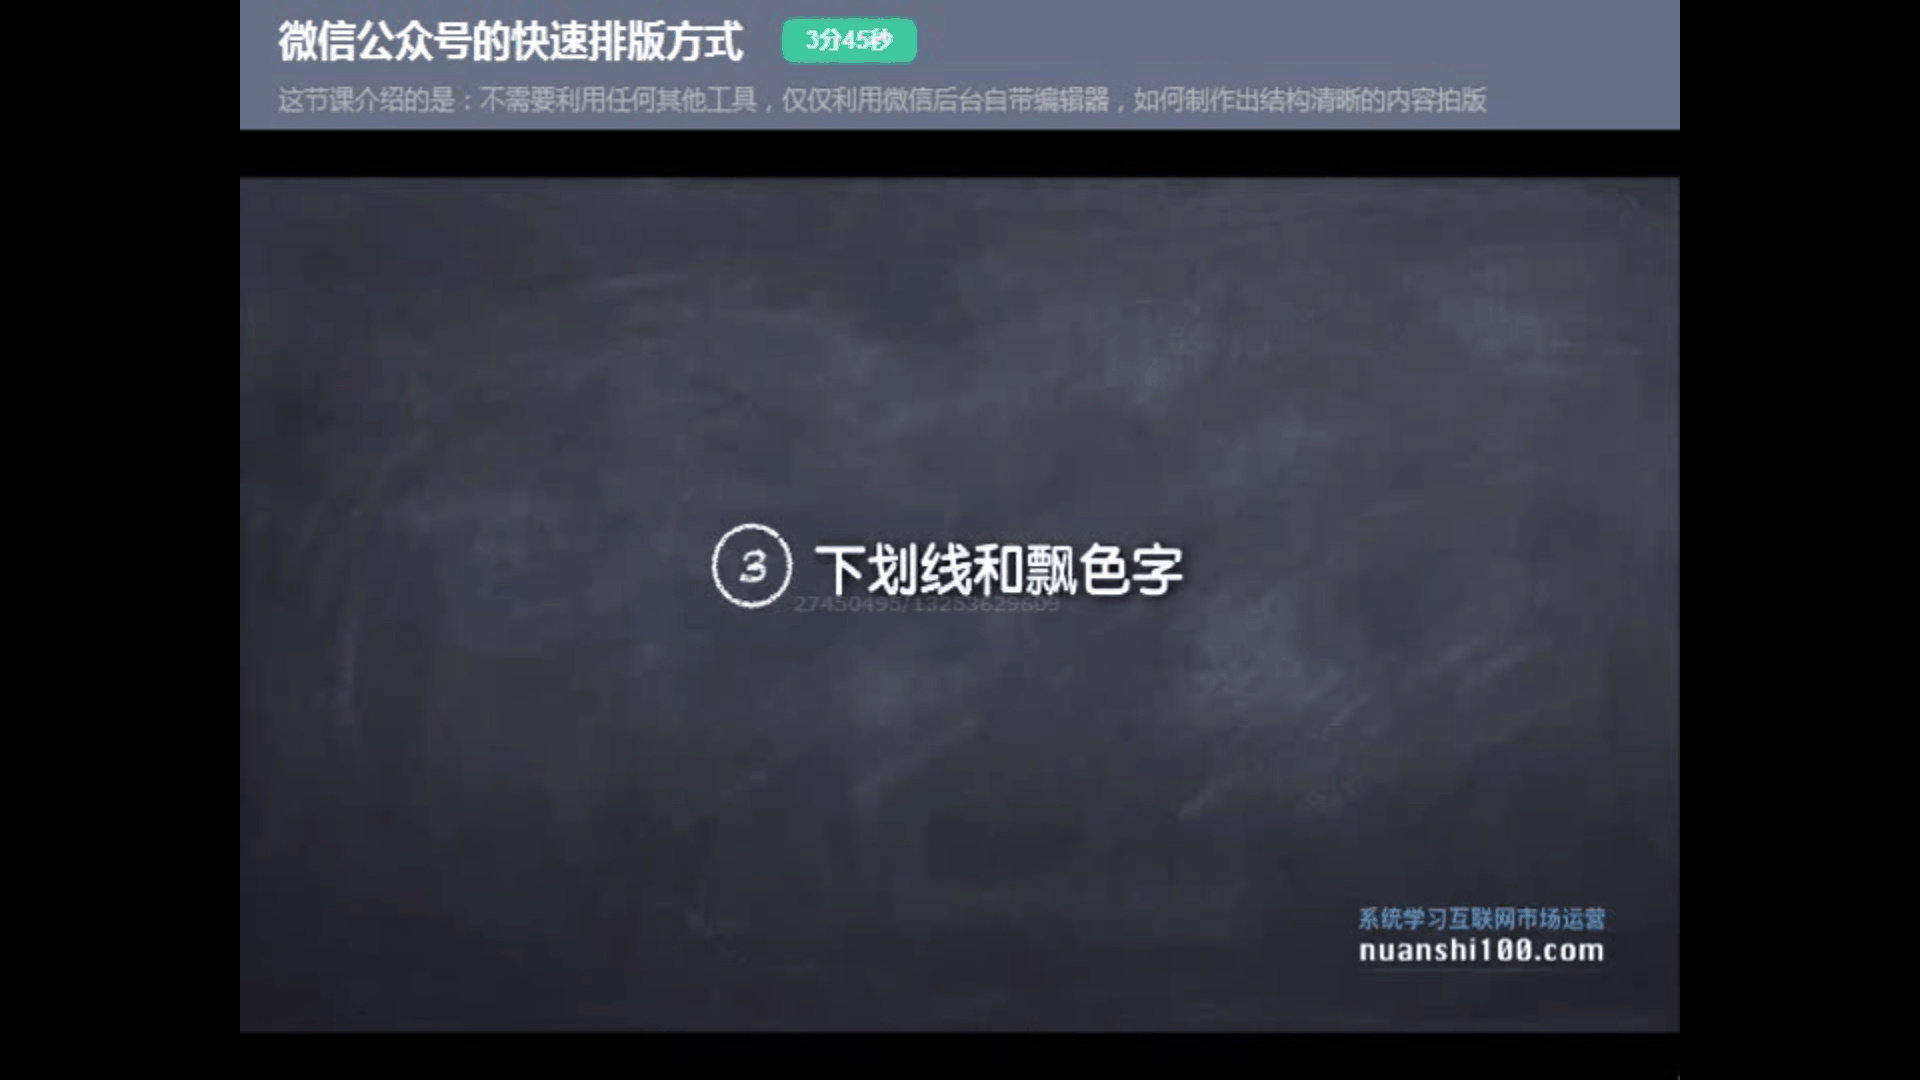 微信公众号的快速排版方式 3分45秒
这节课介绍的是：不需要利用任何其他工具，仅仅利用微信后台自带编辑器，如何制作出结构清晰的内容拍版
3 下划线和飘色字
27450495/13253629609
系统学习互联网市场运营
nuanshi100.com